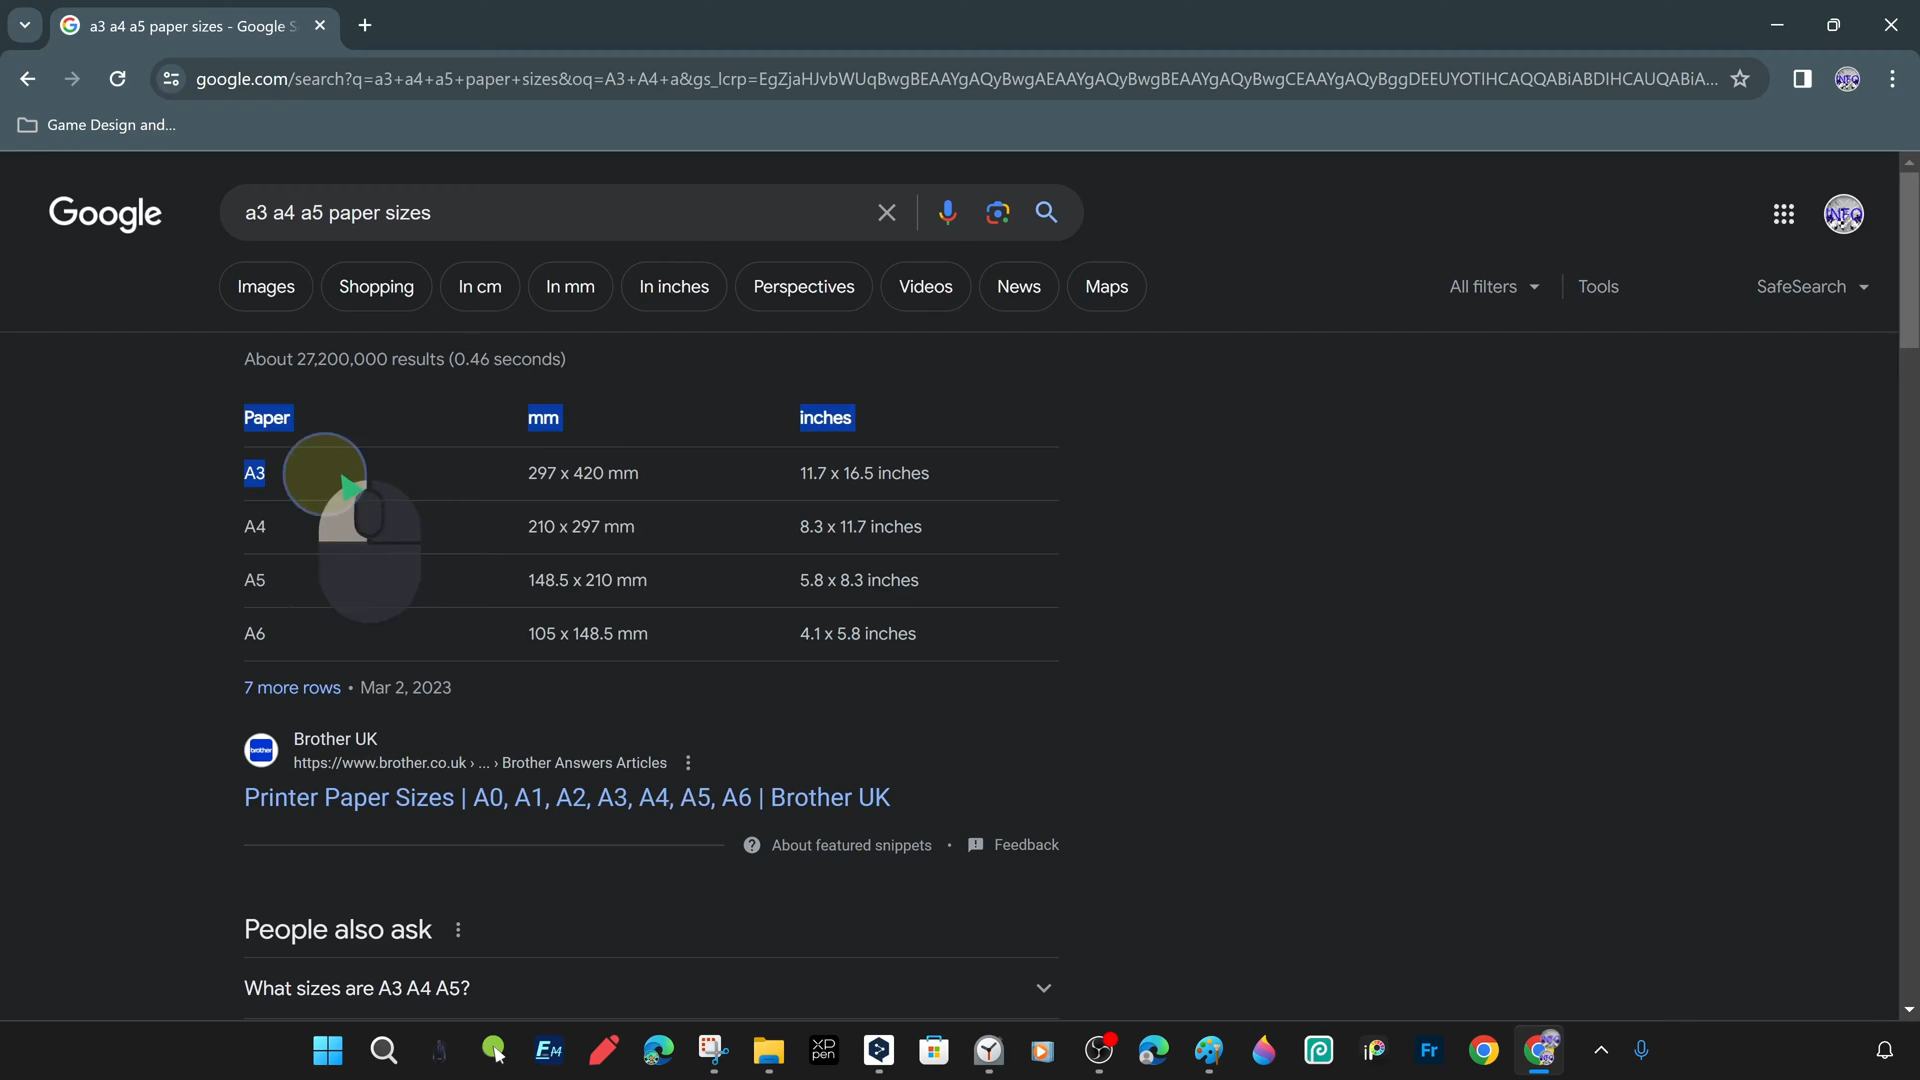 a3 a4 a5 paper sizes - Google S
google.com/search?q=a3+a4+a5+paper+sizes&oq=A3+A4+a&gs_lcrp=EgZjaHJvbWUqBwgBEAAYgAQyBwgAEAAYgAQyBwgBEAAYgAQyBwgCEAAYgAQyBggDEEUYOTIHCAQQABiABDIHCAUQABiA...
Game Design and...
Google
a3 a4 a5 paper sizes
INFO
Images
Shopping
In cm
In mm
In inches
Perspectives
Videos
News
Maps
All filters
Tools
SafeSearch
About 27,200,000 results (0.46 seconds)
Paper mm inches
A3 297 x 420 mm 11.7 x 16.5 inches
A4 210 x 297 mm 8.3 x 11.7 inches
A5 148.5 x 210 mm 5.8 x 8.3 inches
A6 105 x 148.5 mm 4.1 x 5.8 inches
7 more rows • Mar 2, 2023
brother
Brother UK
https://www.brother.co.uk › ... › Brother Answers Articles
Printer Paper Sizes | A0, A1, A2, A3, A4, A5, A6 | Brother UK
About featured snippets • Feedback
People also ask
What sizes are A3 A4 A5?
FM
XP
pen
Fr